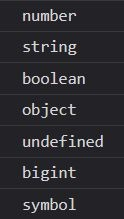 number
string
boolean
object
undefined
bigint
symbol